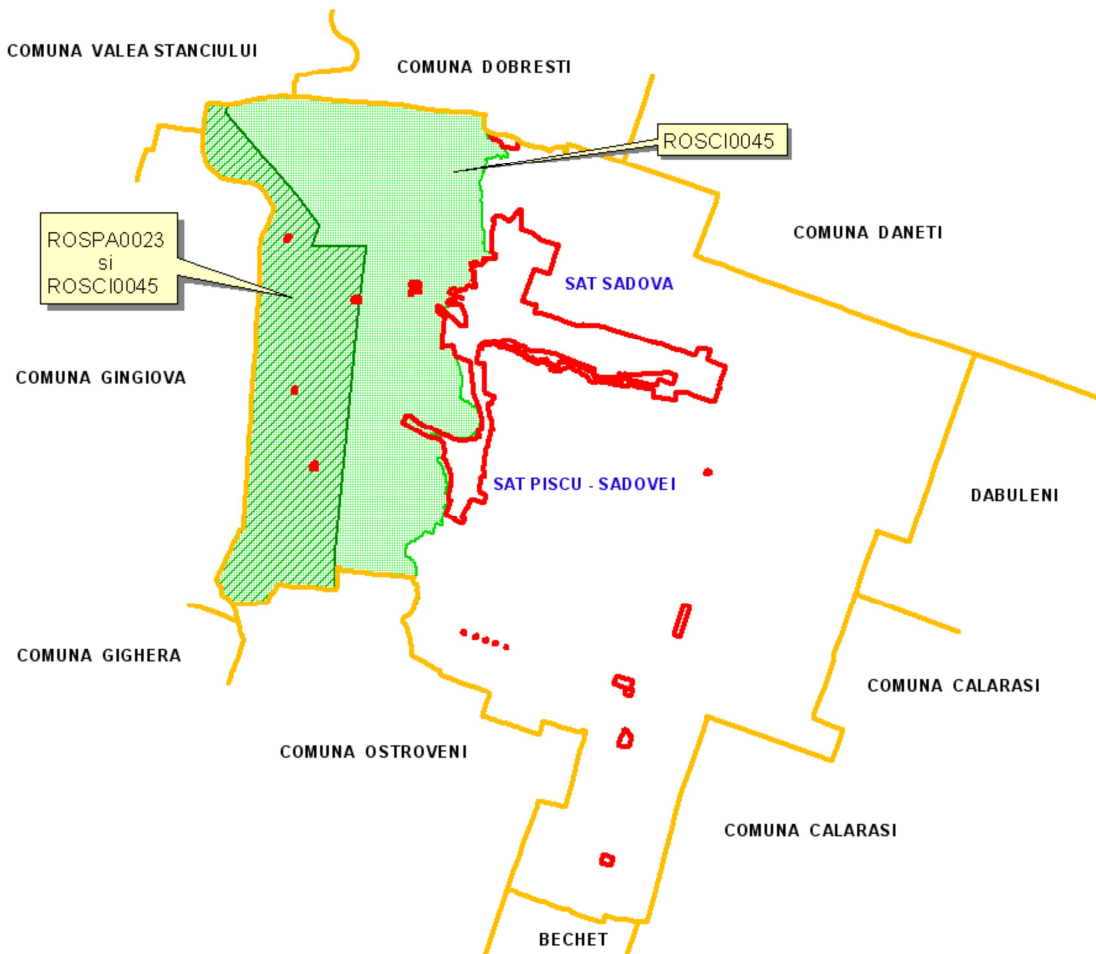 COMUNA VALEA STANCIULUI
COMUNA DOBRESTI
ROSCI0045
ROSPA0023
si
ROSCI0045
COMUNA DANETI
SAT SADOVA
COMUNA GINGIOVA
SAT PISCU - SADOVEI
DABULENI
COMUNA GIGHERA
COMUNA CALARASI
COMUNA OSTROVENI
COMUNA CALARASI
BECHET